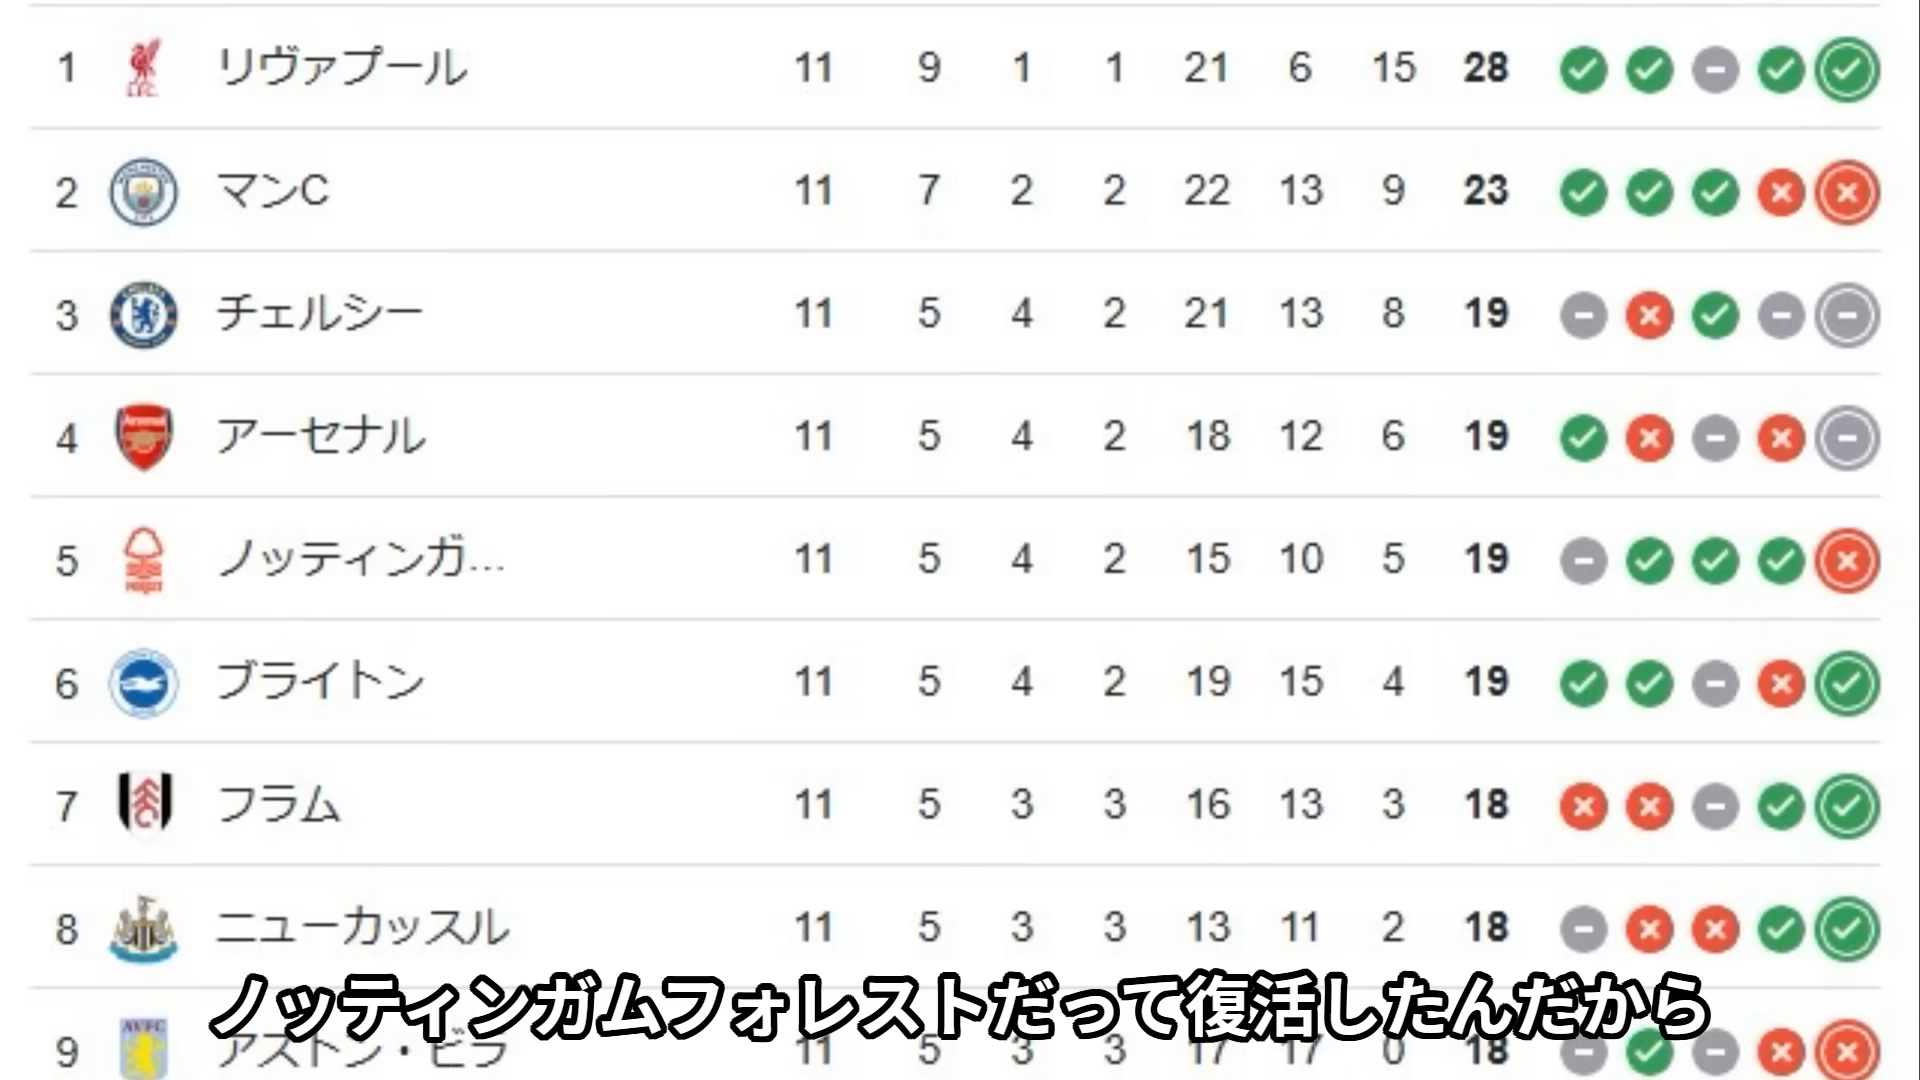 1 リヴァプール 11 9 1 1 21 6 15 28
2 マンC 11 7 2 2 22 13 9 23
3 チェルシー 11 5 4 2 21 13 8 19
4 アーセナル 11 5 4 2 18 12 6 19
5 ノッティンガ... 11 5 4 2 15 10 5 19
6 ブライトン 11 5 4 2 19 15 4 19
7 フラム 11 5 3 3 16 13 3 18
8 ニューカッスル 11 5 3 3 13 11 2 18
ノッティンガムフォレストだって復活したんだから
9 アストン・ビラ 11 5 3 3 17 17 0 18